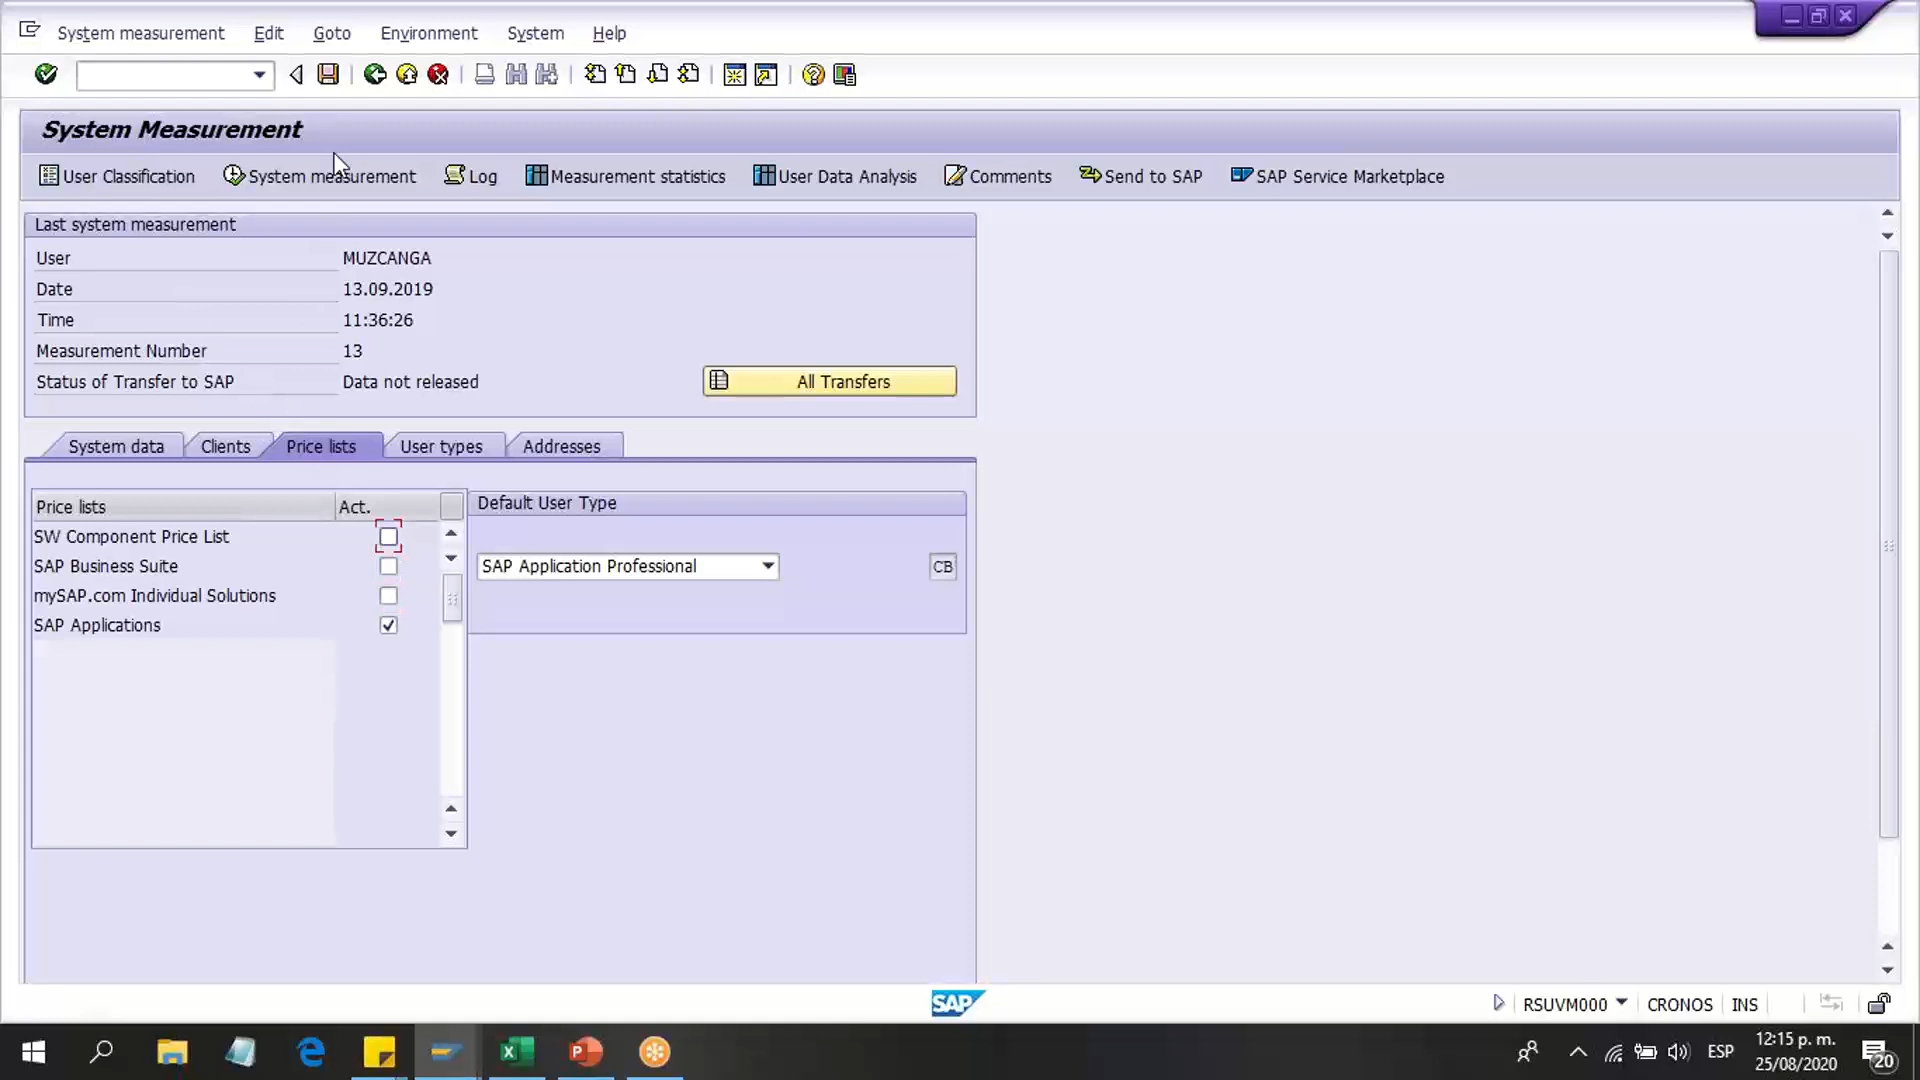 System measurement Edit Goto Environment System Help
System Measurement
User Classification System measurement Log Measurement statistics User Data Analysis Comments Send to SAP SAP Service Marketplace
Last system measurement
User MUZCANGA
Date 13.09.2019
Time 11:36:26
Measurement Number 13
Status of Transfer to SAP Data not released All Transfers
System data Clients Price lists User types Addresses
Price lists Act. Default User Type
SW Component Price List
SAP Business Suite SAP Application Professional CB
mySAP.com Individual Solutions
SAP Applications
SAP RSUVM000 CRONOS INS
ESP 12:15 p. m.
25/08/2020 20